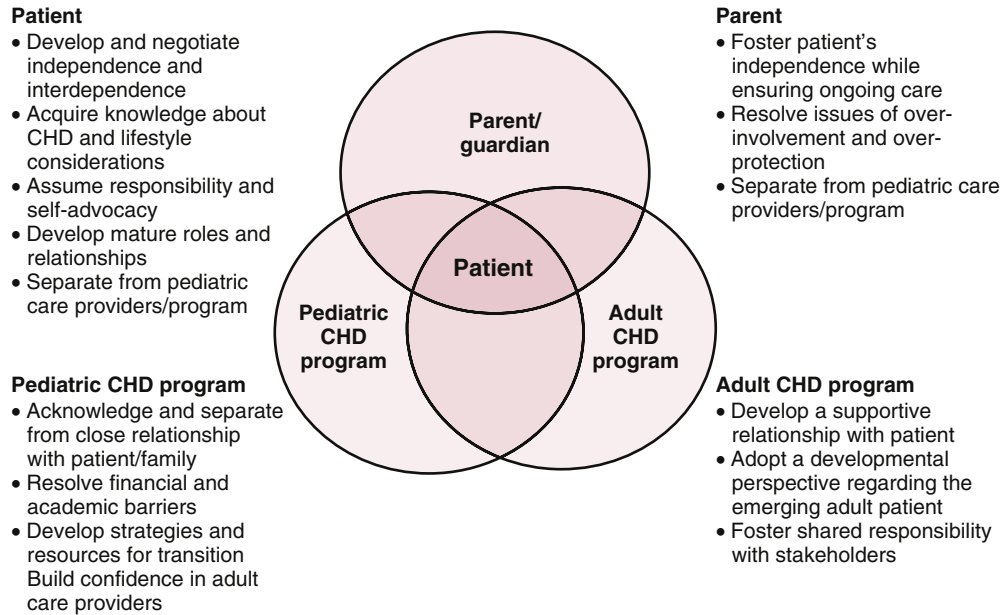 Patient
• Develop and negotiate
independence and
interdependence
• Acquire knowledge about
CHD and lifestyle
considerations
• Assume responsibility and
self-advocacy
• Develop mature roles and
relationships
• Separate from pediatric
care providers/program
Parent
• Foster patient's
independence while
ensuring ongoing care
• Resolve issues of over-
involvement and over-
protection
• Separate from pediatric care
providers/program
Parent/
guardian
Patient
Pediatric
CHD
program
Adult
CHD
program
Pediatric CHD program
• Acknowledge and separate
from close relationship
with patient/family
• Resolve financial and
academic barriers
• Develop strategies and
resources for transition
Build confidence in adult
care providers
Adult CHD program
• Develop a supportive
relationship with patient
• Adopt a developmental
perspective regarding the
emerging adult patient
• Foster shared responsibility
with stakeholders